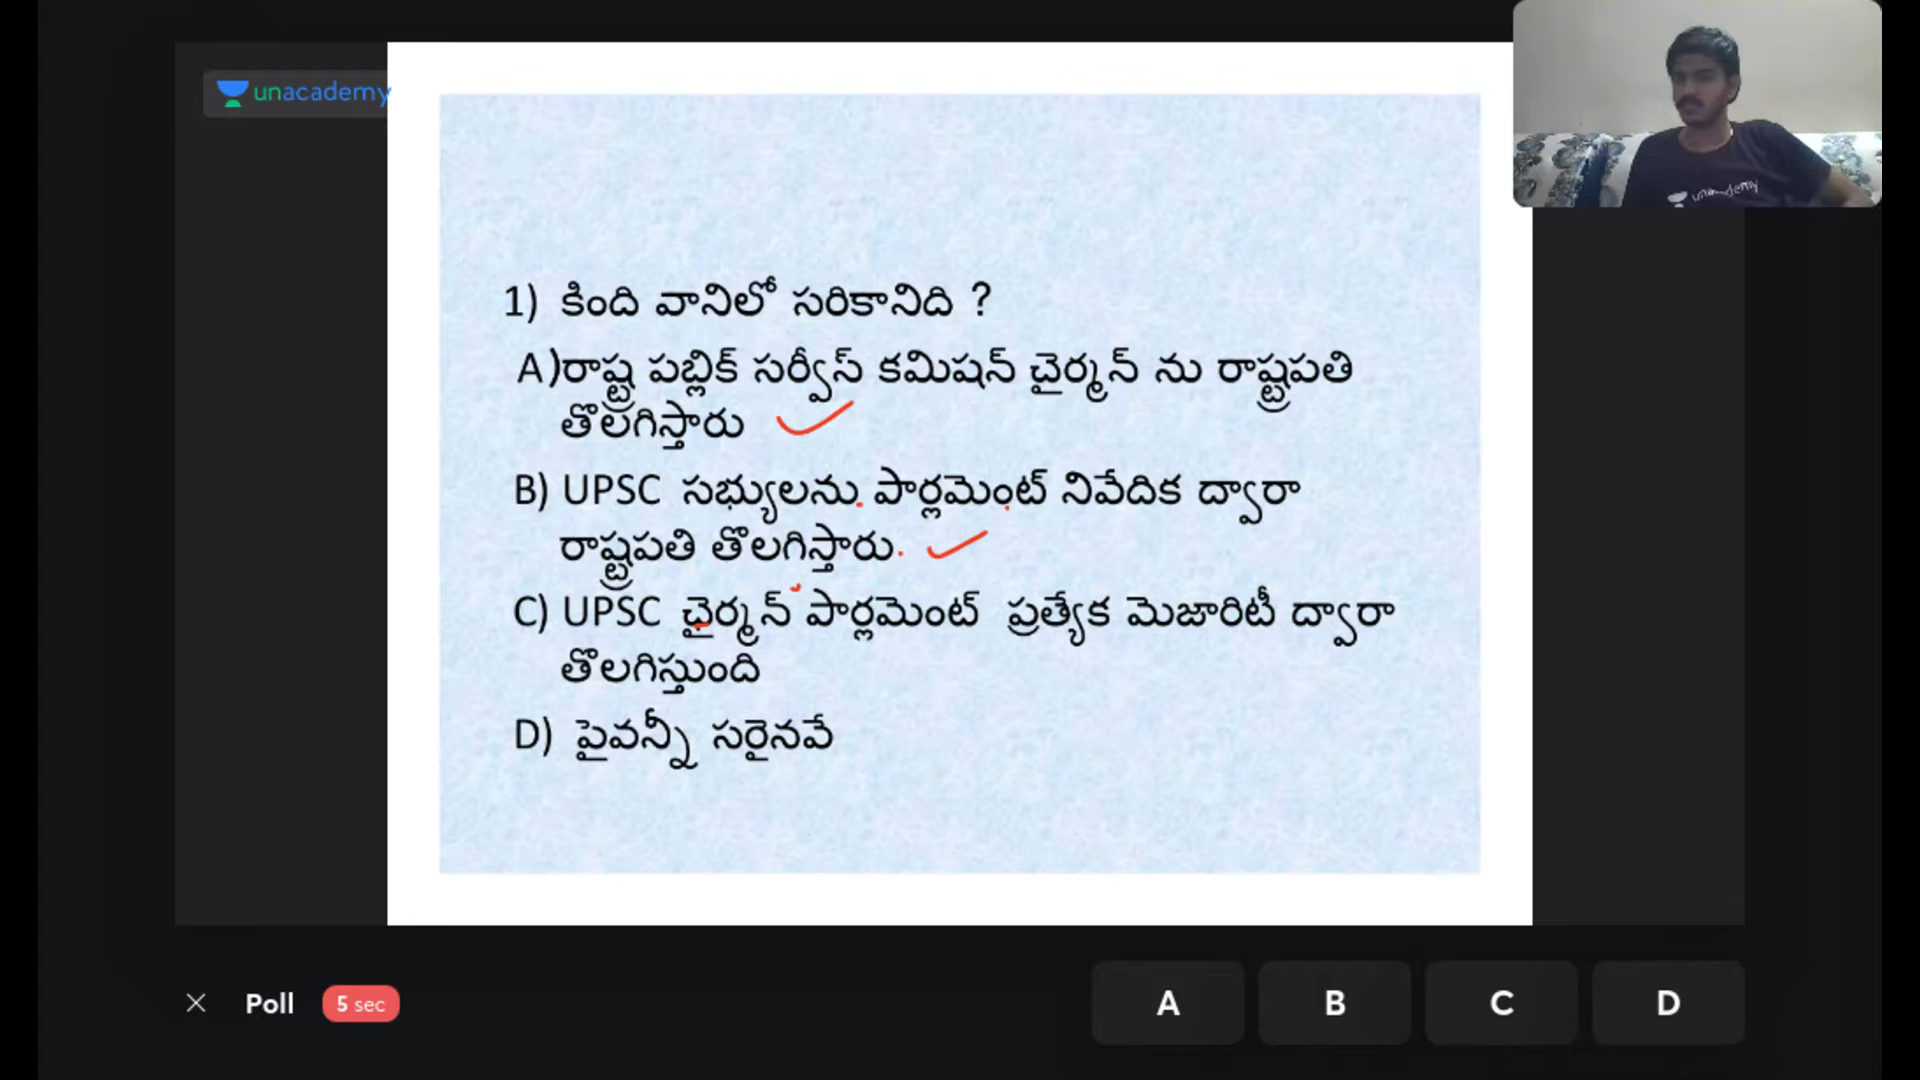 unacademy
1) కింది వానిలో సరికానిది ?
A)రాష్ట్ర పబ్లిక్ సర్వీస్ కమిషన్ చైర్మన్ ను రాష్ట్రపతి
తొలగిస్తారు
B) UPSC సభ్యులను పార్లమెంట్ నివేదిక ద్వారా
రాష్ట్రపతి తొలగిస్తారు
C) UPSC ఛైర్మన్ పార్లమెంట్ ప్రత్యేక మెజారిటీ ద్వారా
తొలగిస్తుంది
D) పైవన్నీ సరైనవే
unacademy
Poll 5 sec A B C D